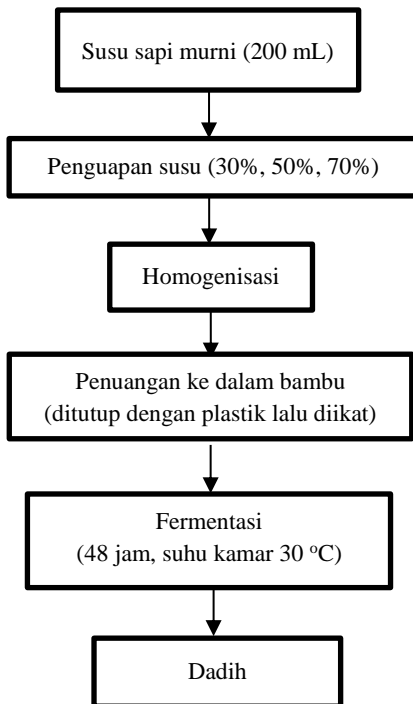 Susu sapi murni (200 mL)
Penguapan susu (30%, 50%, 70%)
Homogenisasi
Penuangan ke dalam bambu
(ditutup dengan plastik lalu diikat)
Fermentasi
(48 jam, suhu kamar 30 °C)
Dadih